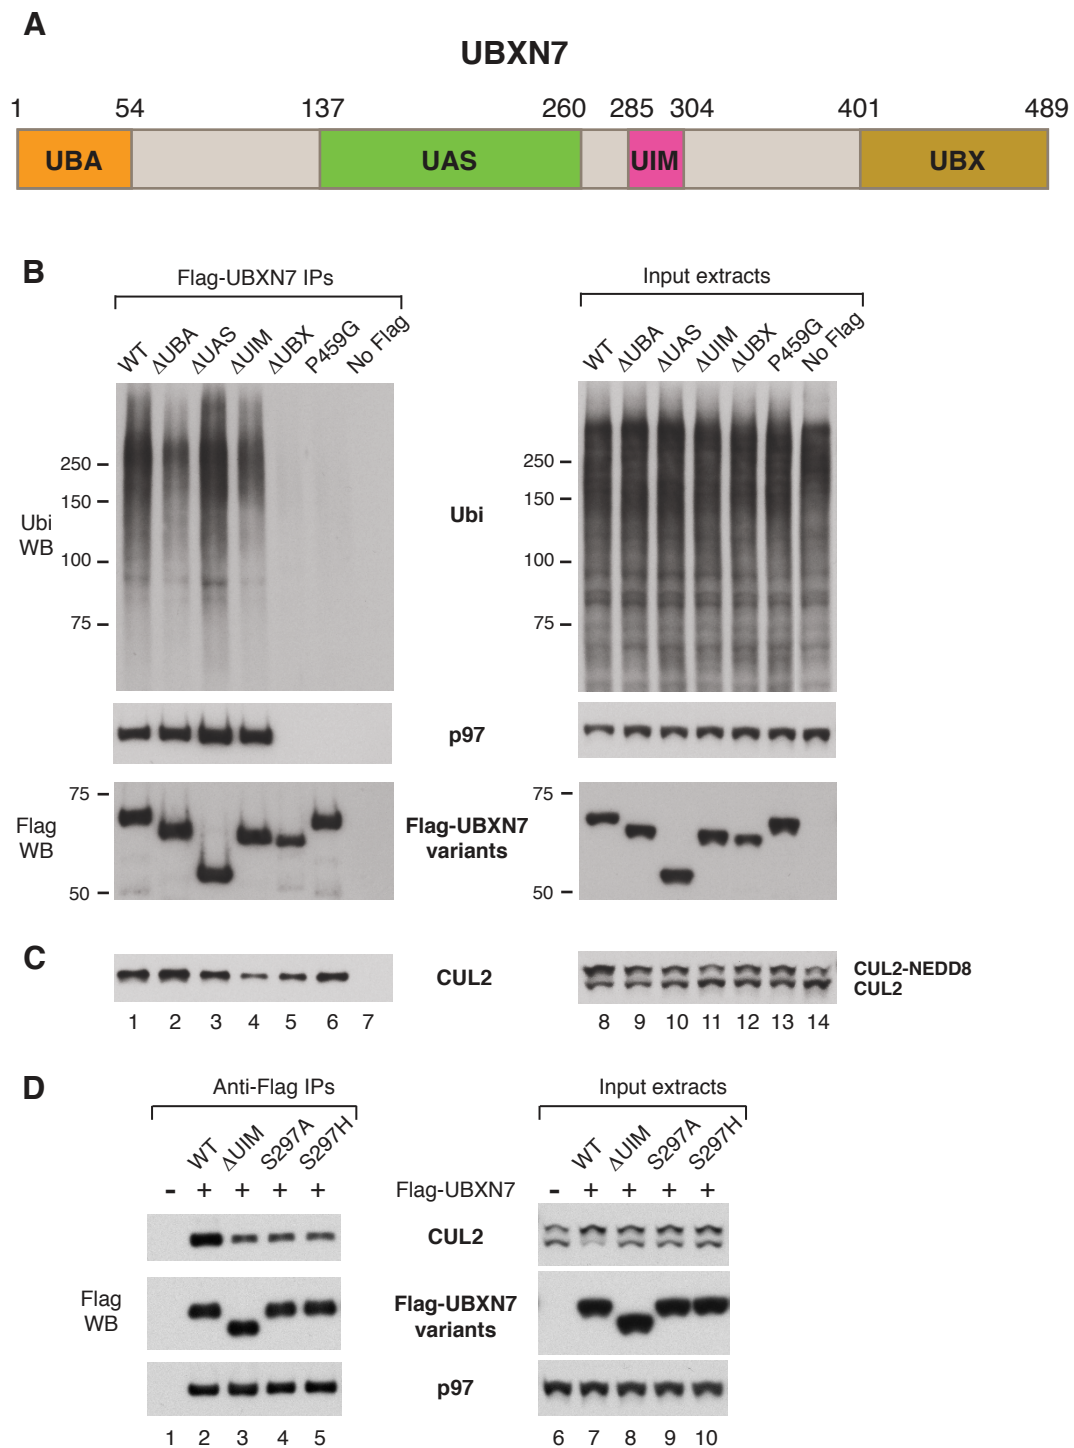 A
UBXN7
1 54 137 260 285 304 401 489
UBA UAS UIM UBX
B
Flag-UBXN7 IPs Input extracts
WT ΔUBA ΔUAS ΔUIM ΔUBX P459G No Flag WT ΔUBA ΔUAS ΔUIM ΔUBX P459G No Flag
250 250
150 150
Ubi WB Ubi
100 100
75 75
p97
75 75
Flag WB Flag-UBXN7 variants
50 50
C
CUL2 CUL2-NEDD8
CUL2
1 2 3 4 5 6 7 8 9 10 11 12 13 14
D
Anti-Flag IPs Input extracts
WT ΔUIM S297A S297H WT ΔUIM S297A S297H
- + + + + Flag-UBXN7 - + + + +
CUL2
Flag WB Flag-UBXN7 variants
p97
1 2 3 4 5 6 7 8 9 10